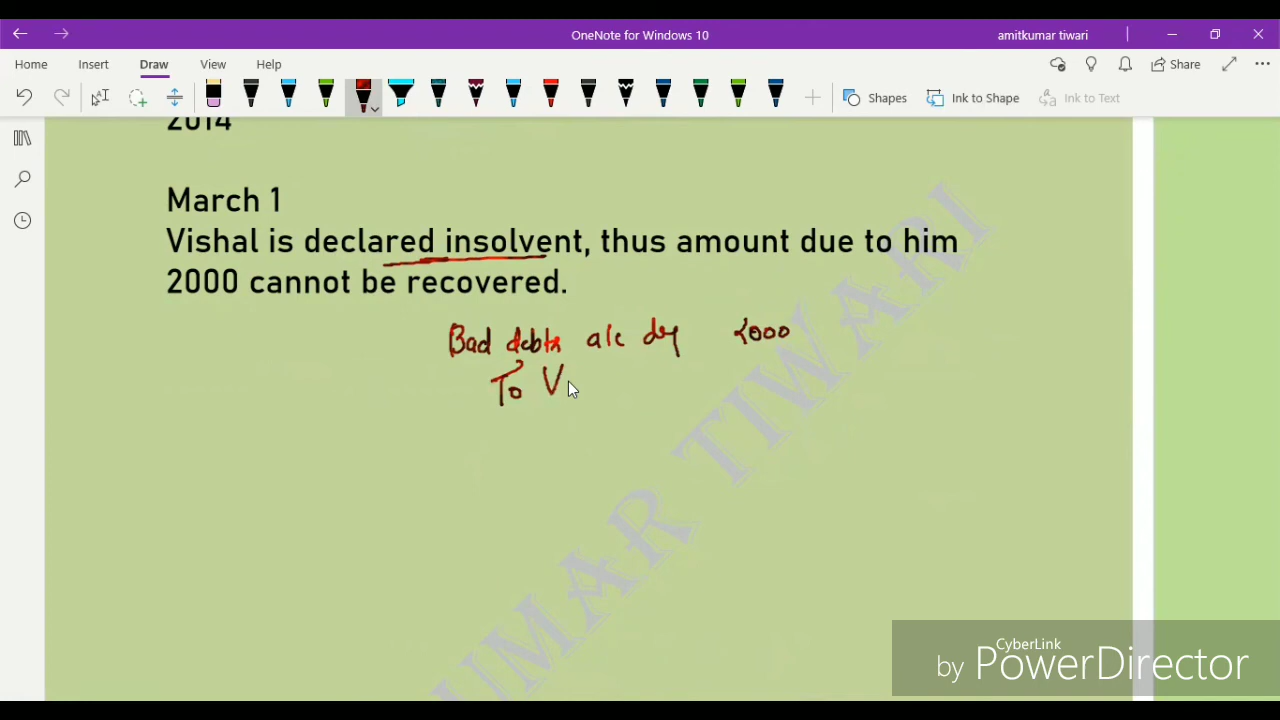 OneNote for Windows 10
amitkumar tiwari
Home Insert Draw View Help
Share
Shapes Ink to Shape Ink to Text
2014
March 1
Vishal is declared insolvent, thus amount due to him
2000 cannot be recovered.
Bad debts a/c 2000
To V
UMAR TIWARI
CyberLink
by PowerDirector